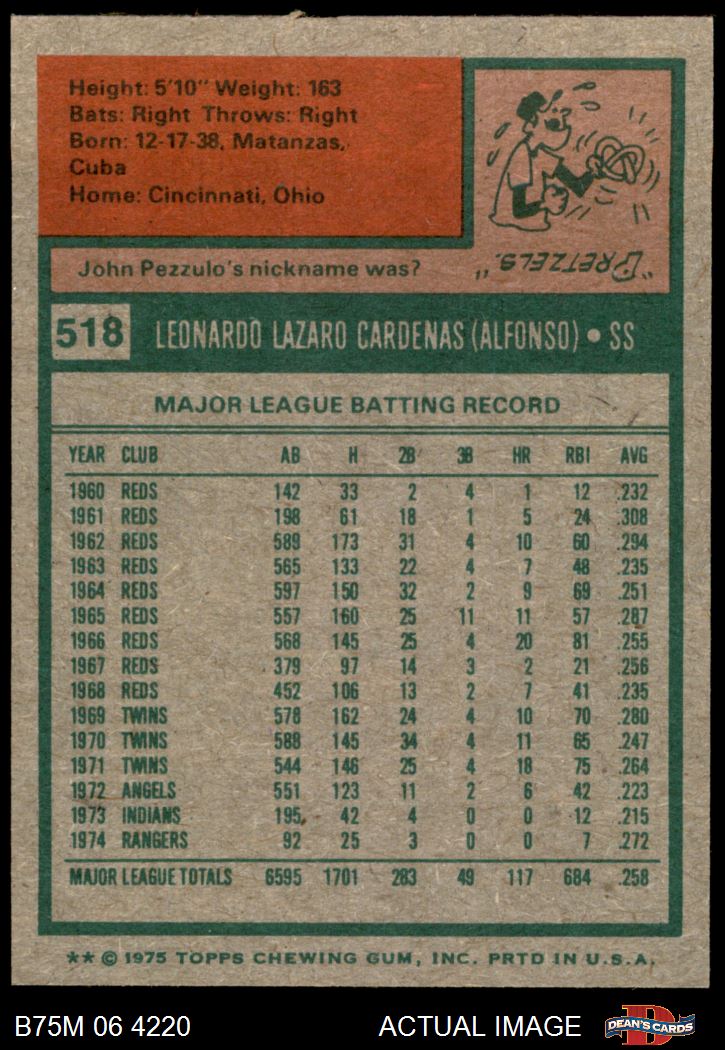 Height: 5'10" Weight: 163
Bats: Right Throws: Right
Born: 12-17-38, Matanzas,
Cuba
Home: Cincinnati, Ohio
"PRETZELS."
John Pezzulo's nickname was?
518 LEONARDO LAZARO CARDENAS (ALFONSO) • SS
MAJOR LEAGUE BATTING RECORD
YEAR CLUB AB H 2B 3B HR RBI AVG
1960 REDS 142 33 2 4 1 12 .232
1961 REDS 198 61 18 1 5 24 .308
1962 REDS 589 173 31 4 10 60 .294
1963 REDS 565 133 22 4 7 48 .235
1964 REDS 597 150 32 2 9 69 .251
1965 REDS 557 160 25 11 11 57 .287
1966 REDS 568 145 25 4 20 81 .255
1967 REDS 379 97 14 3 2 21 .256
1968 REDS 452 106 13 2 7 41 .235
1969 TWINS 578 162 24 4 10 70 .280
1970 TWINS 588 145 34 4 11 65 .247
1971 TWINS 544 146 25 4 18 75 .264
1972 ANGELS 551 123 11 2 6 42 .223
1973 INDIANS 195 42 4 0 0 12 .215
1974 RANGERS 92 25 3 0 0 7 .272
MAJOR LEAGUE TOTALS 6595 1701 283 49 117 684 .258
** © 1975 TOPPS CHEWING GUM, INC. PRTD IN U.S.A.
B75M 06 4220 ACTUAL IMAGE DEAN'S CARDS